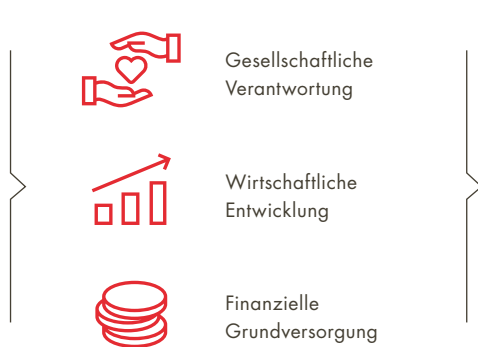 Gesellschaftliche
Verantwortung
Wirtschaftliche
Entwicklung
Finanzielle
Grundversorgung